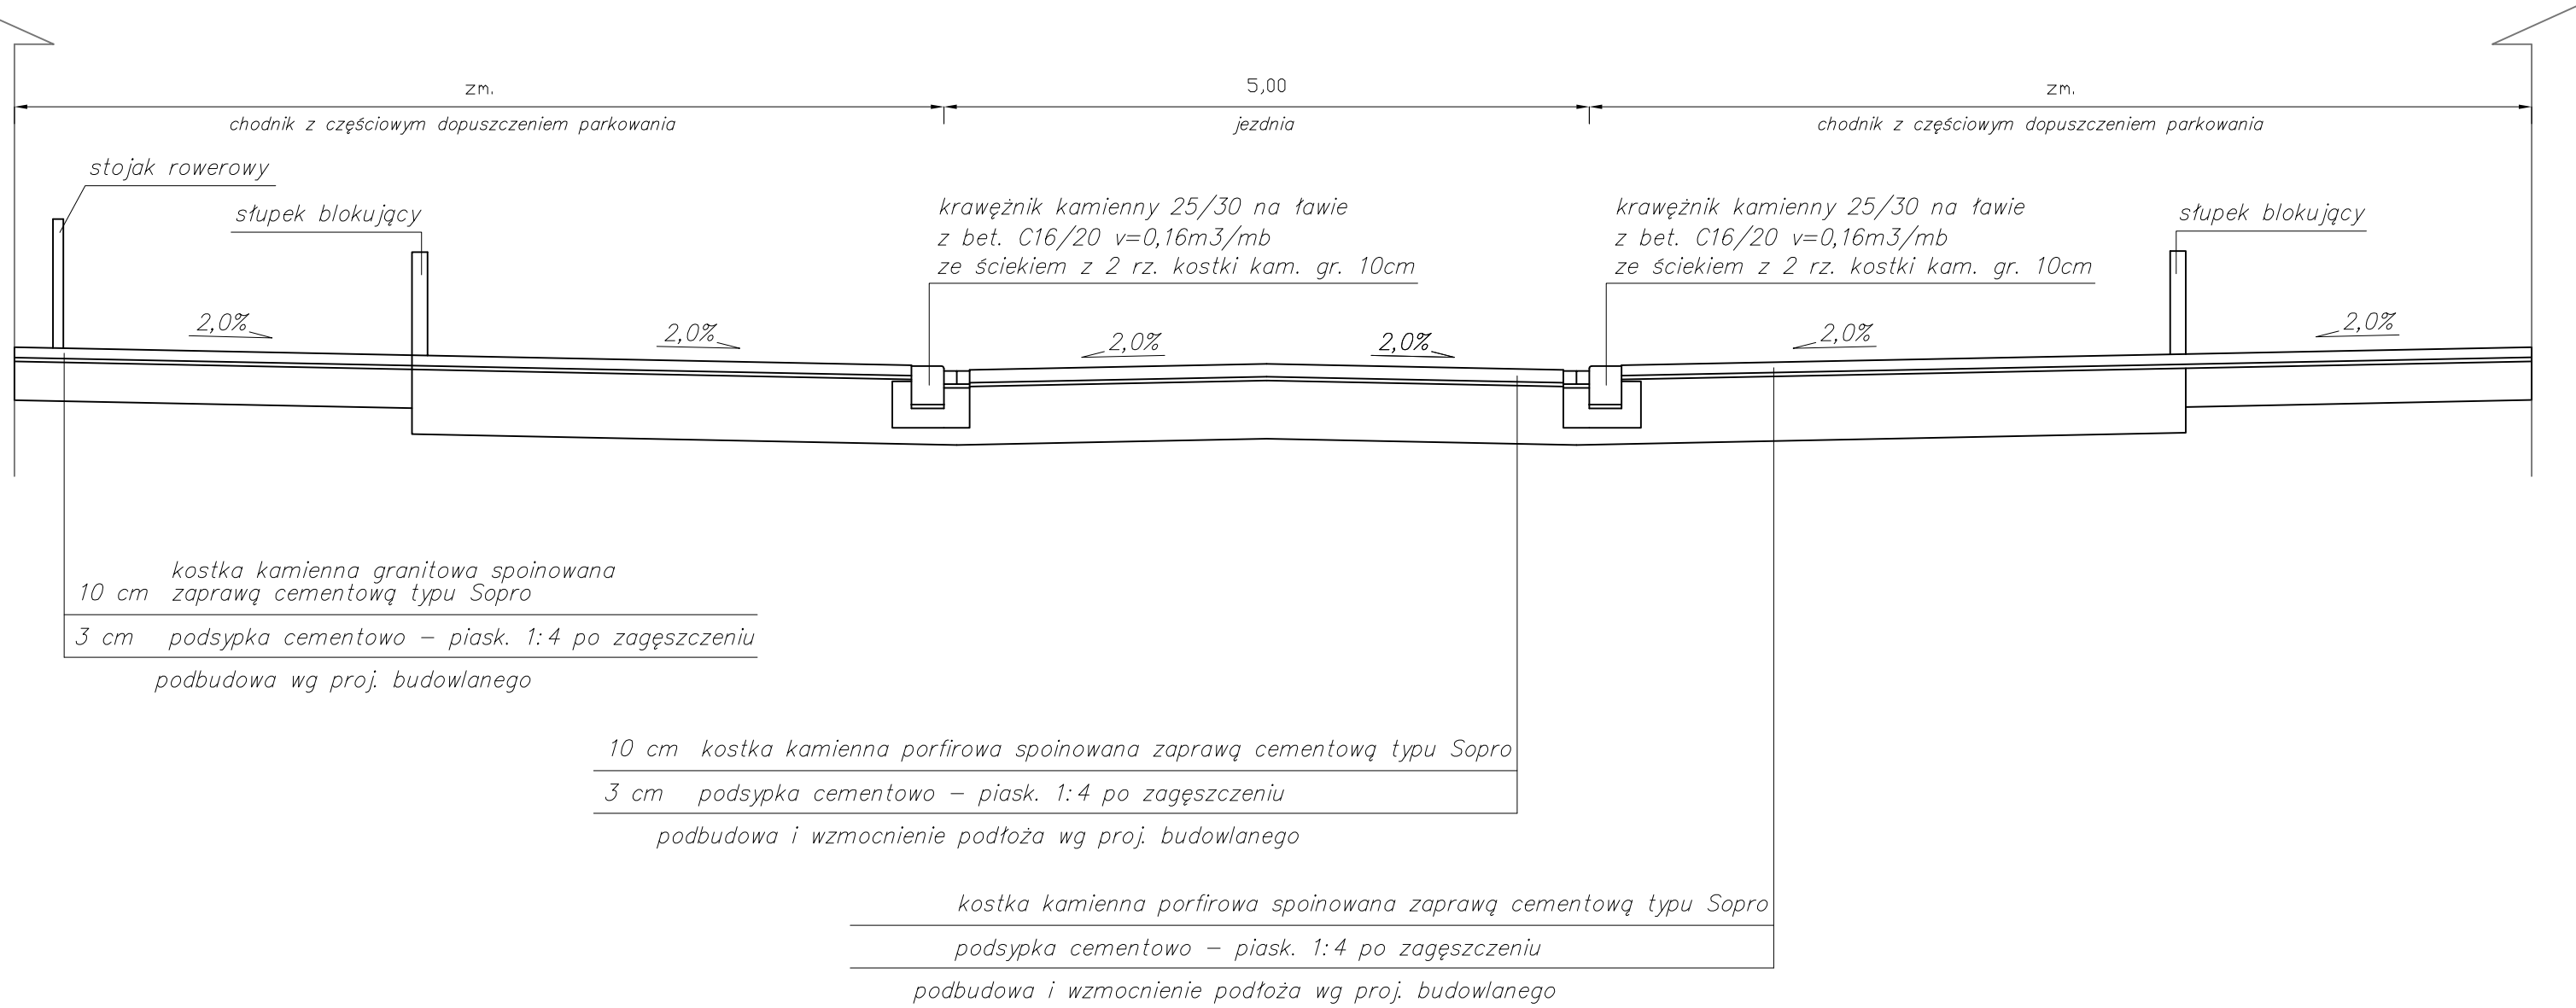 zm.
5,00
zm.
chodnik z częściowym dopuszczeniem parkowania
jezdnia
chodnik z częściowym dopuszczeniem parkowania
stojak rowerowy
słupek blokujący
krawężnik kamienny 25/30 na ławie
z bet. C16/20 v=0,16m3/mb
ze ściekiem z 2 rz. kostki kam. gr. 10cm
krawężnik kamienny 25/30 na ławie
z bet. C16/20 v=0,16m3/mb
ze ściekiem z 2 rz. kostki kam. gr. 10cm
słupek blokujący
2,0%
2,0%
2,0%
2,0%
2,0%
2,0%
kostka kamienna granitowa spoinowana
10 cm zaprawą cementową typu Sopro
3 cm podsypka cementowo – piask. 1:4 po zagęszczeniu
podbudowa wg proj. budowlanego
10 cm kostka kamienna porfirowa spoinowana zaprawą cementową typu Sopro
3 cm podsypka cementowo – piask. 1:4 po zagęszczeniu
podbudowa i wzmocnienie podłoża wg proj. budowlanego
kostka kamienna porfirowa spoinowana zaprawą cementową typu Sopro
podsypka cementowo – piask. 1:4 po zagęszczeniu
podbudowa i wzmocnienie podłoża wg proj. budowlanego